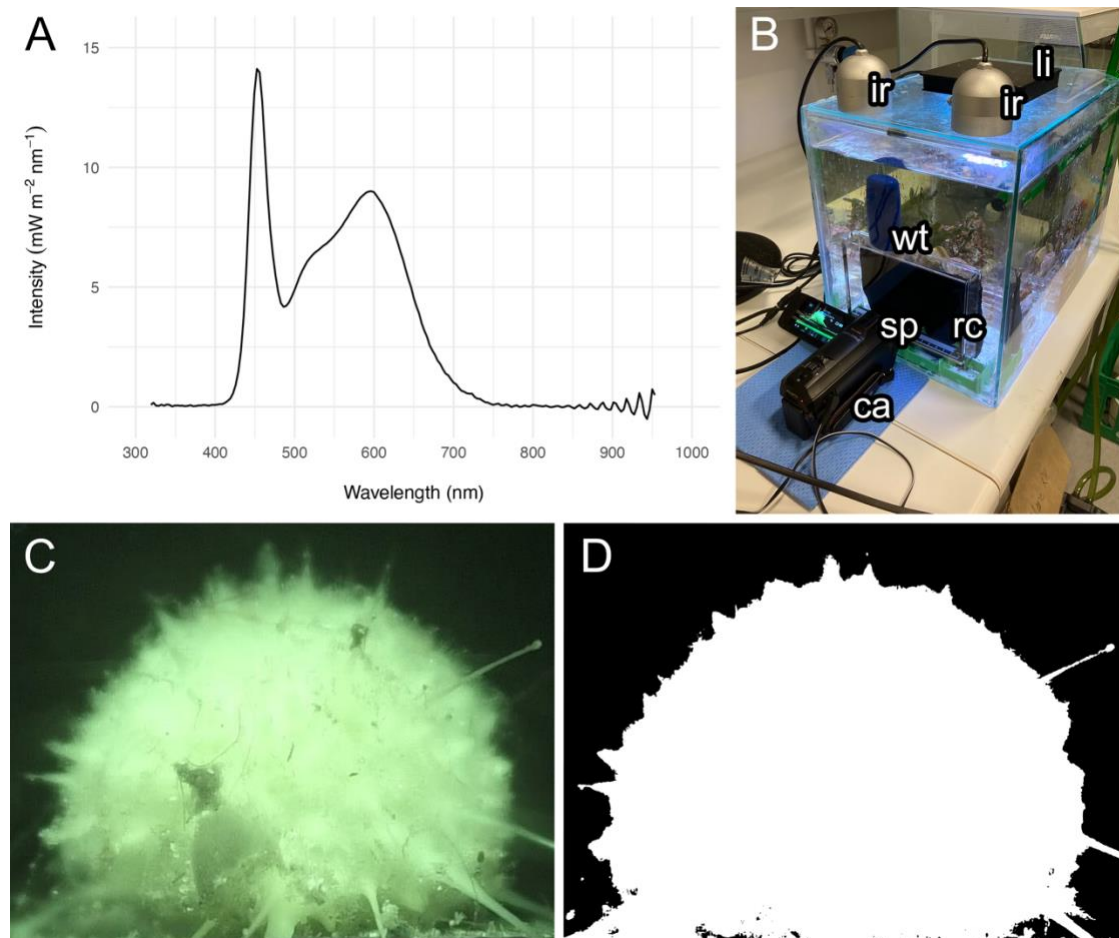 A
15
10
5
0
Intensity (mW m⁻² nm⁻¹)
300 400 500 600 700 800 900 1000
Wavelength (nm)
B
li
ir
ir
wt
sp
rc
ca
C
D